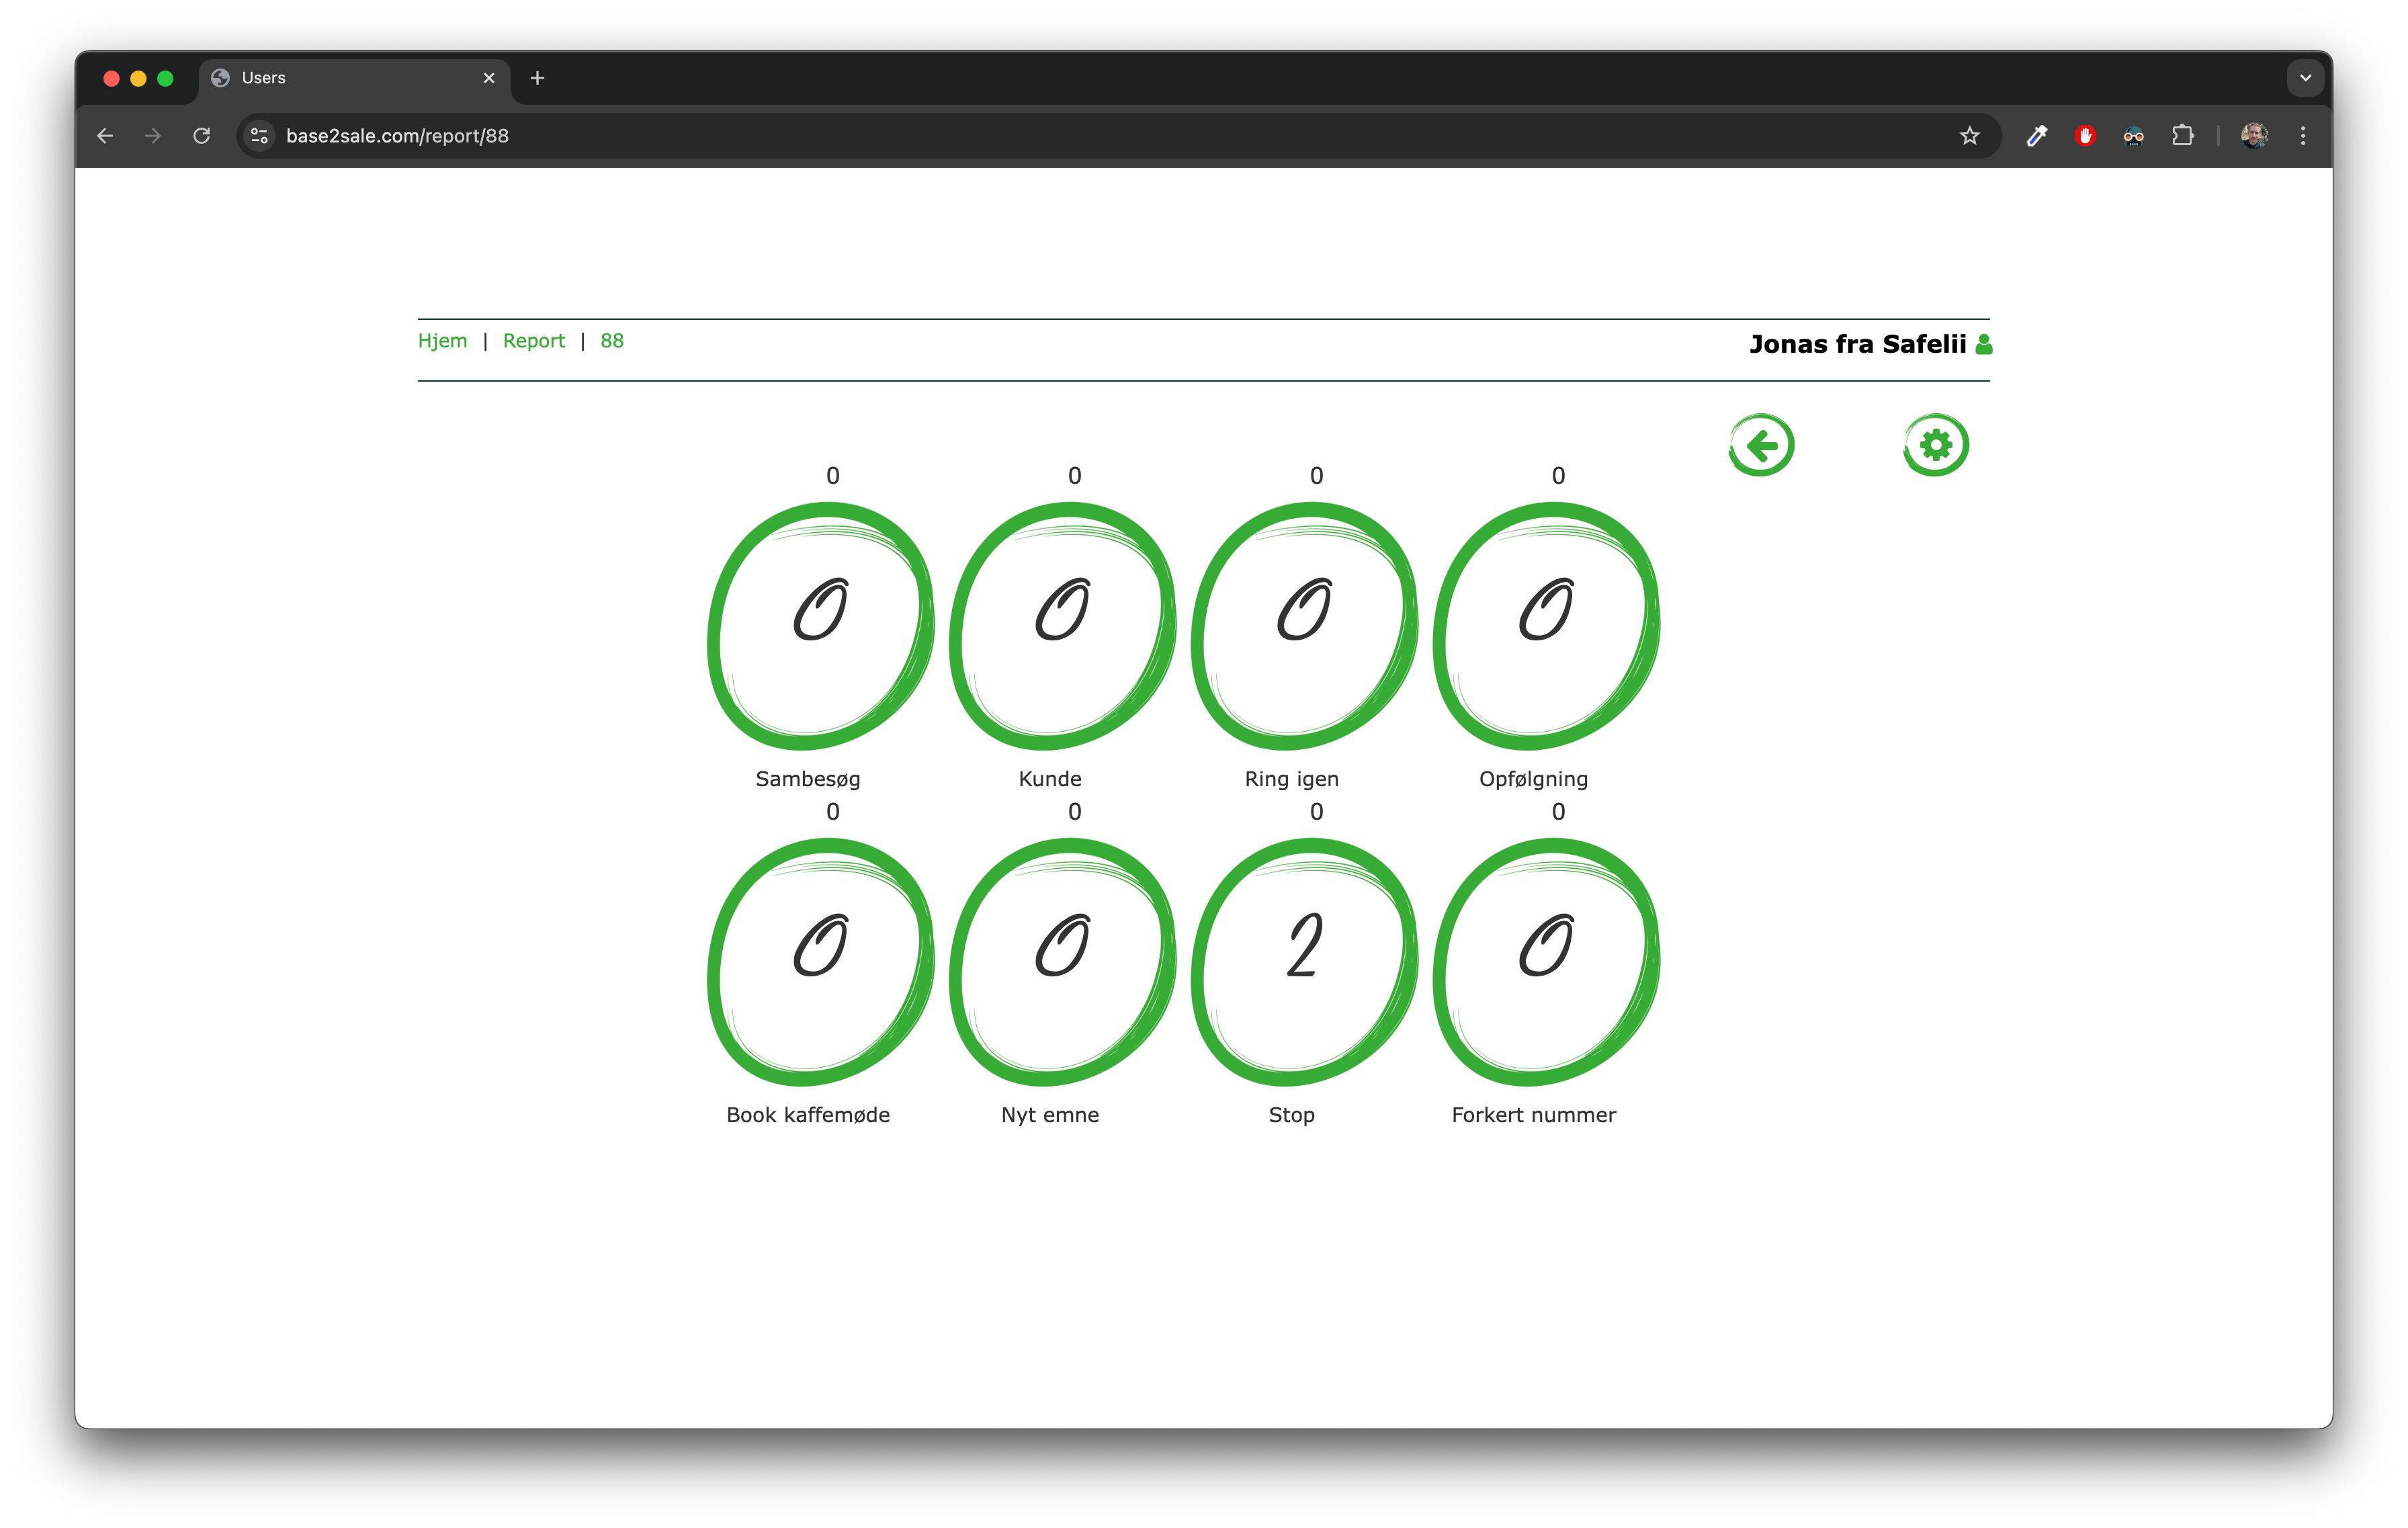 Users
base2sale.com/report/88
Hjem | Report | 88
Jonas fra Safelii
0 0 0 0
0 0 0 0
Sambesøg Kunde Ring igen Opfølgning
0 0 0 0
0 0 2 0
Book kaffemøde Nyt emne Stop Forkert nummer